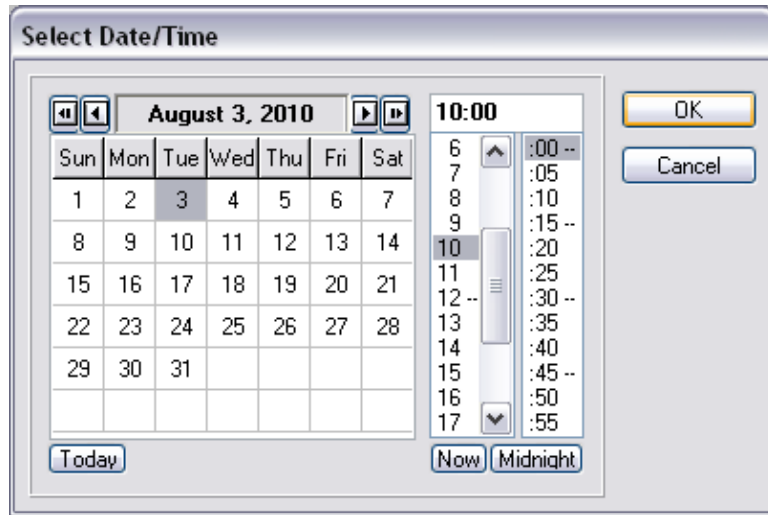 Select Date/Time
August 3, 2010
10:00
OK
Cancel
Sun Mon Tue Wed Thu Fri Sat
1 2 3 4 5 6 7
8 9 10 11 12 13 14
15 16 17 18 19 20 21
22 23 24 25 26 27 28
29 30 31
6
7
8
9
10
11
12 --
13
14
15
16
17
:00 --
:05
:10
:15 --
:20
:25
:30 --
:35
:40
:45 --
:50
:55
Today
Now
Midnight